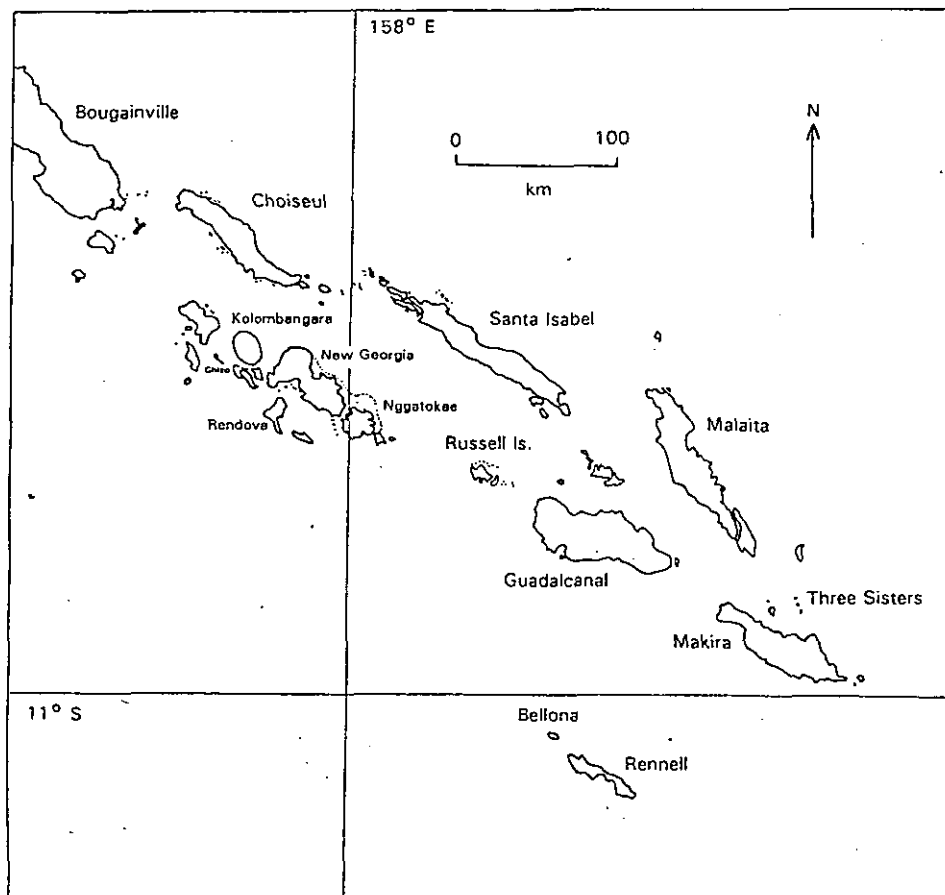 158° E
Bougainville
N
0 100
km
Choiseul
Santa Isabel
Kolombangara
New Georgia
Ghizo
Nggatokae
Rendova
Malaita
Russell Is.
Guadalcanal
Three Sisters
Makira
11° S
Bellona
Rennell